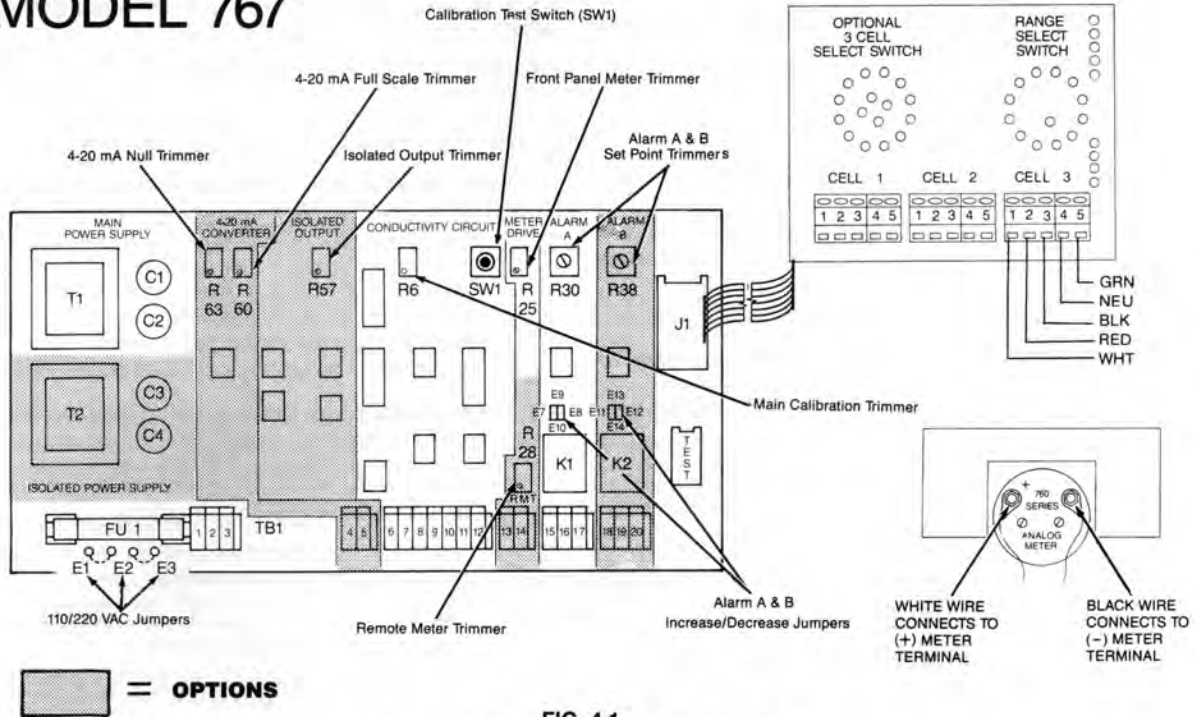 MODEL 767
Calibration Test Switch (SW1)
4-20 mA Full Scale Trimmer
Front Panel Meter Trimmer
4-20 mA Null Trimmer
Isolated Output Trimmer
Alarm A & B
Set Point Trimmers
OPTIONAL
3 CELL
SELECT SWITCH
RANGE
SELECT
SWITCH
CELL 1
CELL 2
CELL 3
1 2 3 4 5
1 2 3 4 5
1 2 3 4 5
GRN
NEU
BLK
RED
WHT
MAIN
POWER SUPPLY
4-20 mA
CONVERTER
ISOLATED
OUTPUT
CONDUCTIVITY CIRCUIT
METER
DRIVE
ALARM
A
ALARM
B
T1
C1
C2
R
63
R
60
R57
R6
SW1
R
25
R30
R38
J1
T2
C3
C4
ISOLATED POWER SUPPLY
E9
E7 E8
E10
E13
E11 E12
E14
Main Calibration Trimmer
R
28
RMT
K1
K2
TEST
FU 1
1 2 3
TB1
4 5
6 7 8 9 10 11 12
13 14
15 16 17
18 19 20
E1 E2 E3
110/220 VAC Jumpers
Remote Meter Trimmer
Alarm A & B
Increase/Decrease Jumpers
+
-
760
SERIES
ANALOG
METER
WHITE WIRE
CONNECTS TO
(+) METER
TERMINAL
BLACK WIRE
CONNECTS TO
(−) METER
TERMINAL
= OPTIONS
FIG. 4.1